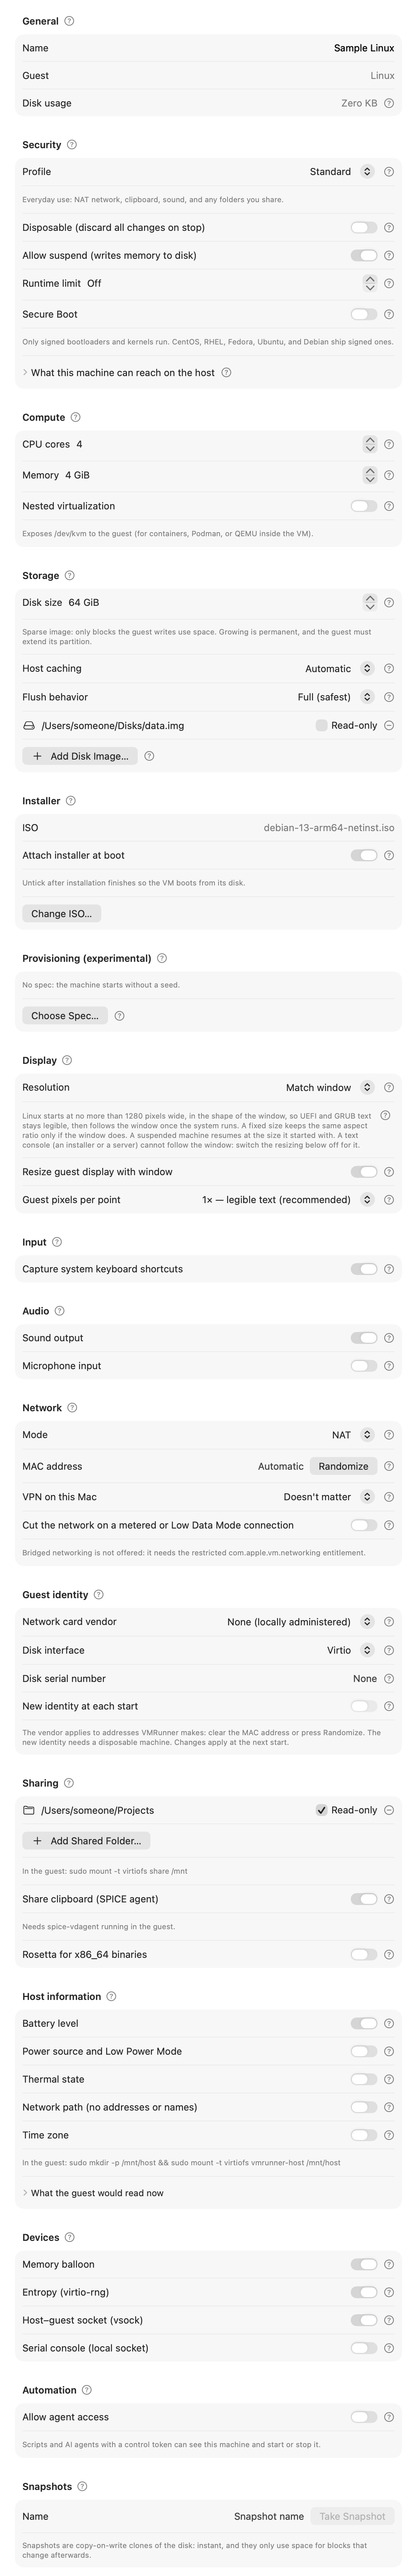 General
Name Sample Linux
Guest Linux
Disk usage Zero KB
Security
Profile Standard
Everyday use: NAT network, clipboard, sound, and any folders you share.
Disposable (discard all changes on stop)
Allow suspend (writes memory to disk)
Runtime limit Off
Secure Boot
Only signed bootloaders and kernels run. CentOS, RHEL, Fedora, Ubuntu, and Debian ship signed ones.
What this machine can reach on the host
Compute
CPU cores 4
Memory 4 GiB
Nested virtualization
Exposes /dev/kvm to the guest (for containers, Podman, or QEMU inside the VM).
Storage
Disk size 64 GiB
Sparse image: only blocks the guest writes use space. Growing is permanent, and the guest must
extend its partition.
Host caching Automatic
Flush behavior Full (safest)
/Users/someone/Disks/data.img Read-only
Add Disk Image...
Installer
ISO debian-13-arm64-netinst.iso
Attach installer at boot
Untick after installation finishes so the VM boots from its disk.
Change ISO...
Provisioning (experimental)
No spec: the machine starts without a seed.
Choose Spec...
Display
Resolution Match window
Linux starts at no more than 1280 pixels wide, in the shape of the window, so UEFI and GRUB text
stays legible, then follows the window once the system runs. A fixed size keeps the same aspect
ratio only if the window does. A suspended machine resumes at the size it started with. A text
console (an installer or a server) cannot follow the window: switch the resizing below off for it.
Resize guest display with window
Guest pixels per point 1× — legible text (recommended)
Input
Capture system keyboard shortcuts
Audio
Sound output
Microphone input
Network
Mode NAT
MAC address Automatic Randomize
VPN on this Mac Doesn't matter
Cut the network on a metered or Low Data Mode connection
Bridged networking is not offered: it needs the restricted com.apple.vm.networking entitlement.
Guest identity
Network card vendor None (locally administered)
Disk interface Virtio
Disk serial number None
New identity at each start
The vendor applies to addresses VMRunner makes: clear the MAC address or press Randomize. The
new identity needs a disposable machine. Changes apply at the next start.
Sharing
/Users/someone/Projects Read-only
Add Shared Folder...
In the guest: sudo mount -t virtiofs share /mnt
Share clipboard (SPICE agent)
Needs spice-vdagent running in the guest.
Rosetta for x86_64 binaries
Host information
Battery level
Power source and Low Power Mode
Thermal state
Network path (no addresses or names)
Time zone
In the guest: sudo mkdir -p /mnt/host && sudo mount -t virtiofs vmrunner-host /mnt/host
What the guest would read now
Devices
Memory balloon
Entropy (virtio-rng)
Host–guest socket (vsock)
Serial console (local socket)
Automation
Allow agent access
Scripts and AI agents with a control token can see this machine and start or stop it.
Snapshots
Name Snapshot name Take Snapshot
Snapshots are copy-on-write clones of the disk: instant, and they only use space for blocks that
change afterwards.